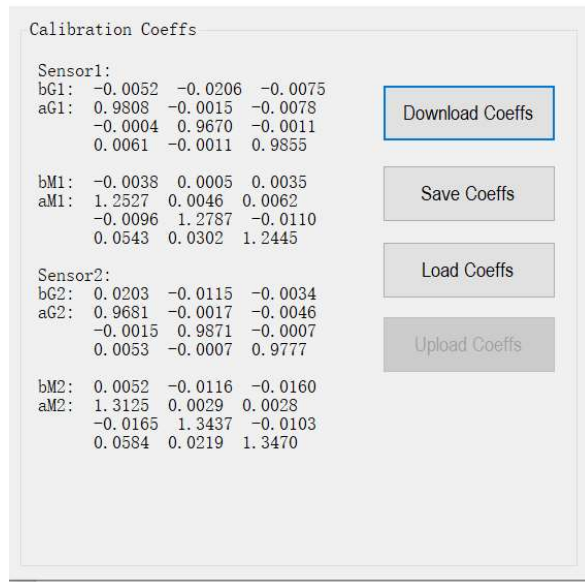 Calibration Coeffs
Sensor1:
bG1: -0.0052 -0.0206 -0.0075
aG1: 0.9808 -0.0015 -0.0078
-0.0004 0.9670 -0.0011
0.0061 -0.0011 0.9855
bM1: -0.0038 0.0005 0.0035
aM1: 1.2527 0.0046 0.0062
-0.0096 1.2787 -0.0110
0.0543 0.0302 1.2445
Sensor2:
bG2: 0.0203 -0.0115 -0.0034
aG2: 0.9681 -0.0017 -0.0046
-0.0015 0.9871 -0.0007
0.0053 -0.0007 0.9777
bM2: 0.0052 -0.0116 -0.0160
aM2: 1.3125 0.0029 0.0028
-0.0165 1.3437 -0.0103
0.0584 0.0219 1.3470
Download Coeffs
Save Coeffs
Load Coeffs
Upload Coeffs